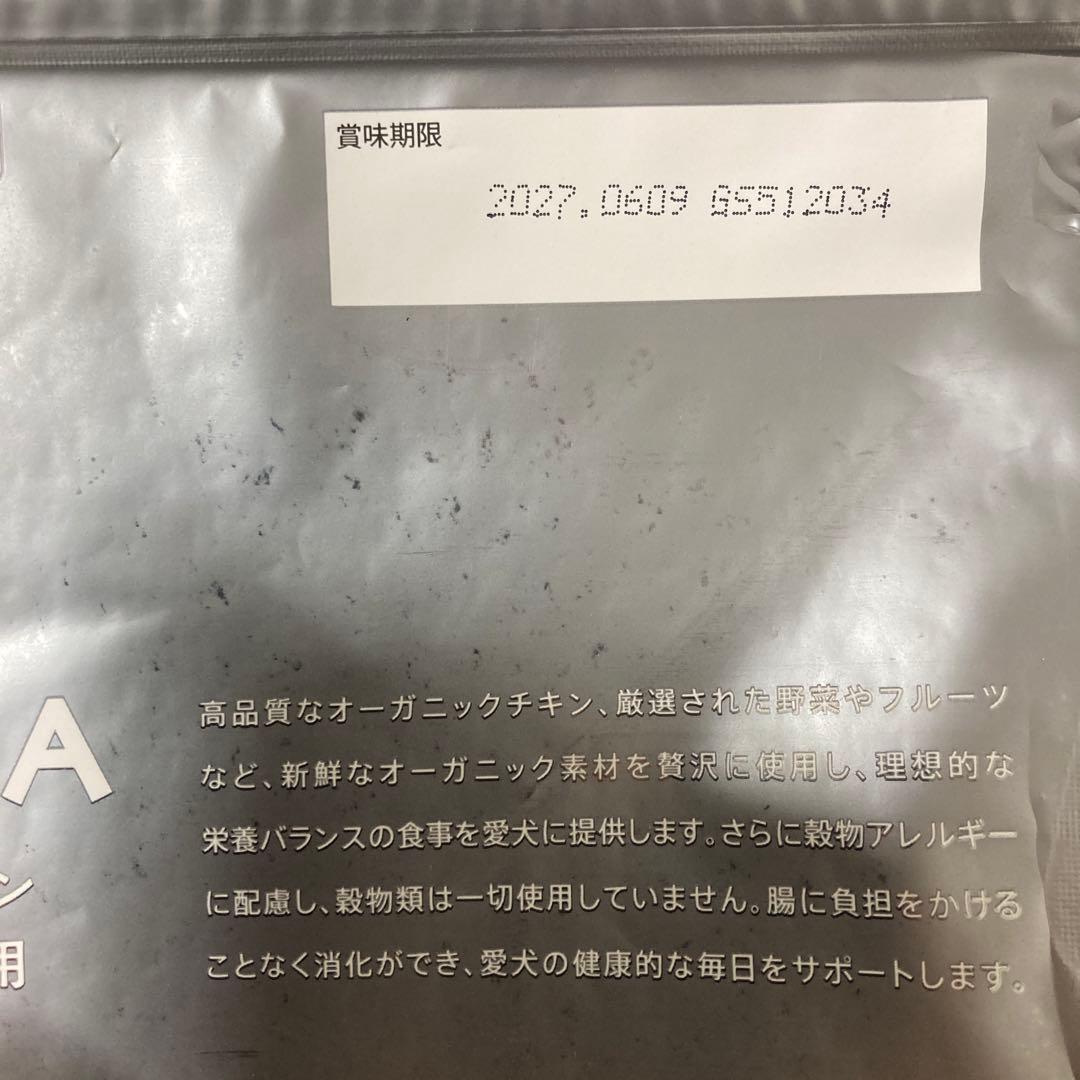 賞味期限
2027.0609 GS512034
A
ン
用
高品質なオーガニックチキン、厳選された野菜やフルーツ
など、新鮮なオーガニック素材を贅沢に使用し、理想的な
栄養バランスの食事を愛犬に提供します。さらに穀物アレルギー
に配慮し、穀物類は一切使用していません。腸に負担をかける
ことなく消化ができ、愛犬の健康的な毎日をサポートします。